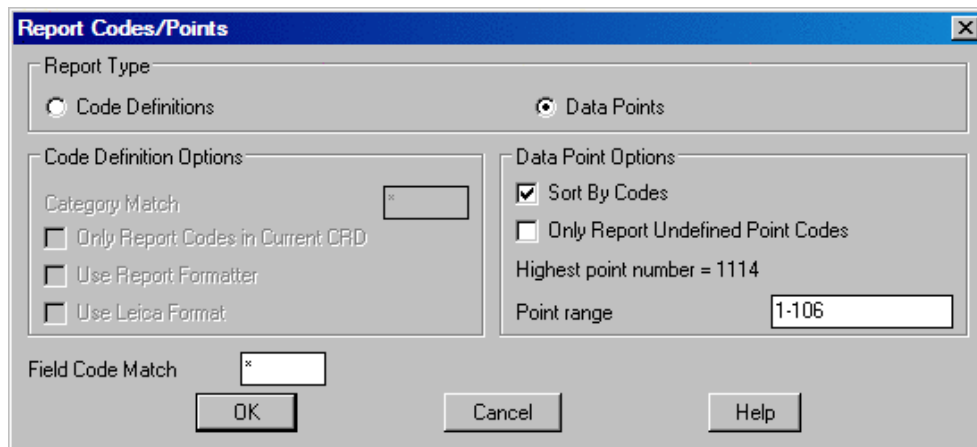 Report Codes/Points
Report Type
Code Definitions
Data Points
Code Definition Options
Category Match *
Only Report Codes in Current CRD
Use Report Formatter
Use Leica Format
Data Point Options
Sort By Codes
Only Report Undefined Point Codes
Highest point number = 1114
Point range 1-106
Field Code Match *
OK
Cancel
Help